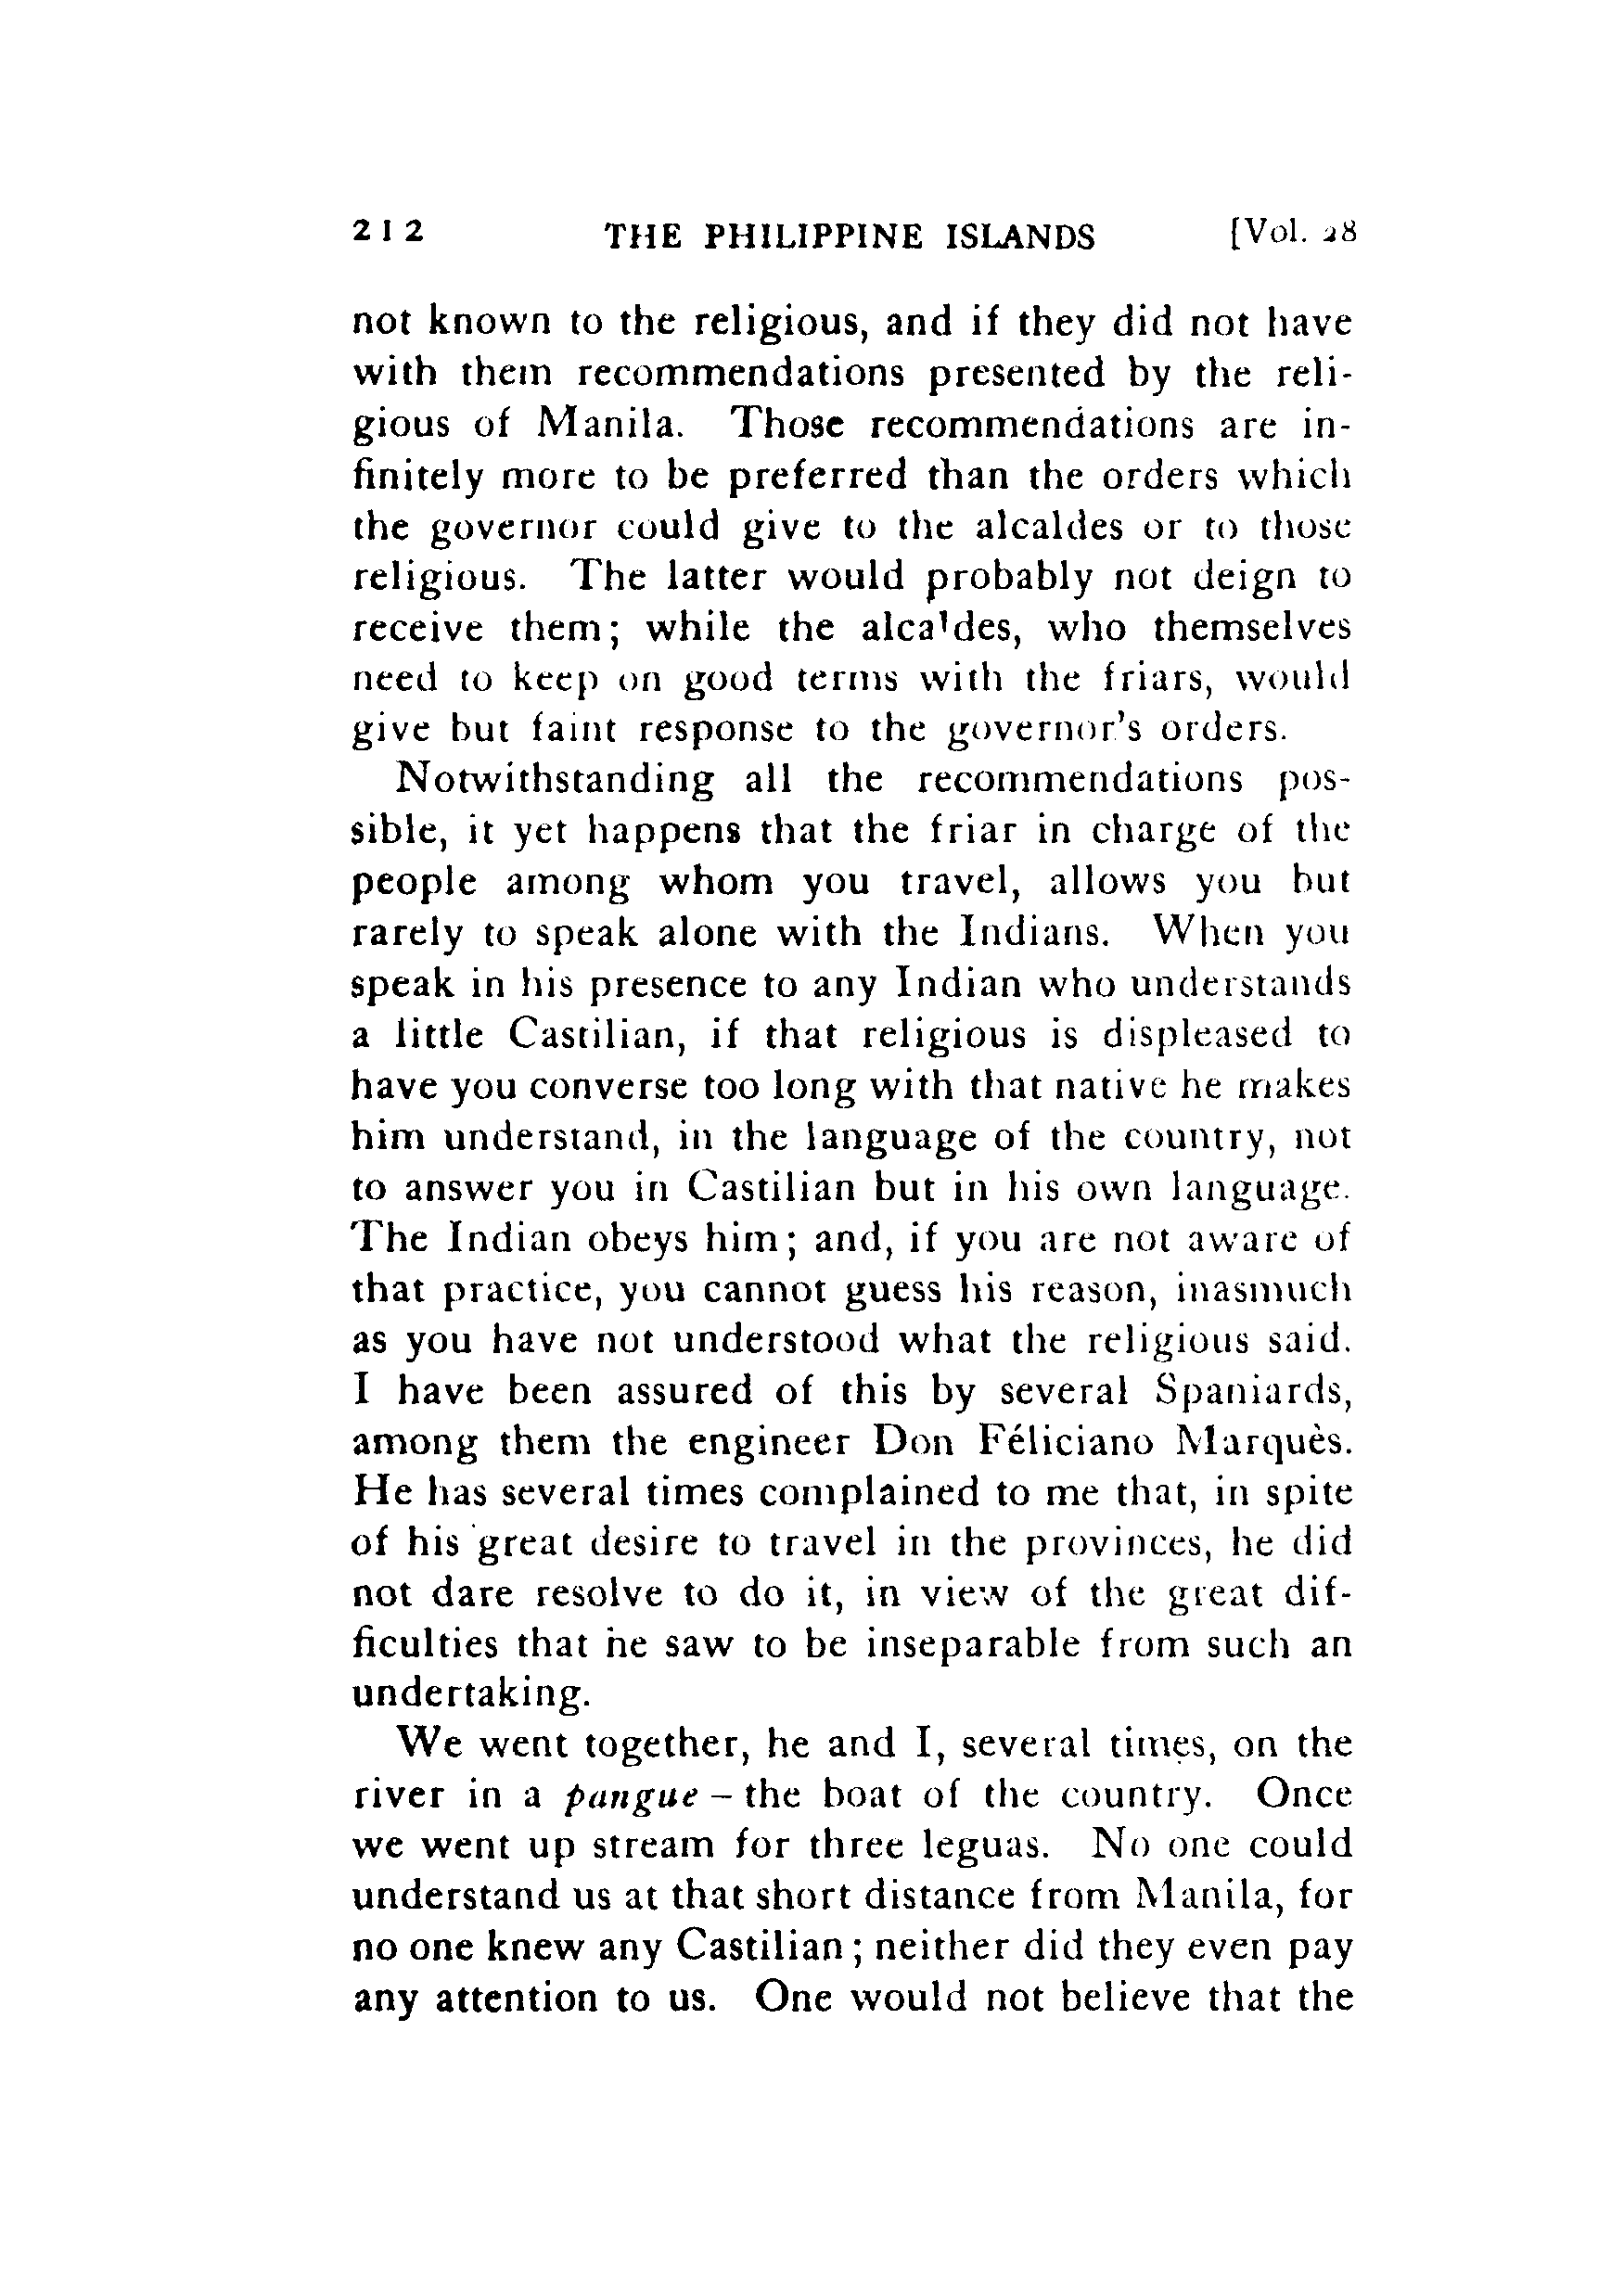 212 THE PHILIPPINE ISLANDS [Vol. 28
not known to the religious, and if they did not have
with them recommendations presented by the reli-
gious of Manila. Those recommendations are in-
finitely more to be preferred than the orders which
the governor could give to the alcaldes or to those
religious. The latter would probably not deign to
receive them; while the alcaldes, who themselves
need to keep on good terms with the friars, would
give but faint response to the governor's orders.
Notwithstanding all the recommendations pos-
sible, it yet happens that the friar in charge of the
people among whom you travel, allows you but
rarely to speak alone with the Indians. When you
speak in his presence to any Indian who understands
a little Castilian, if that religious is displeased to
have you converse too long with that native he makes
him understand, in the language of the country, not
to answer you in Castilian but in his own language.
The Indian obeys him; and, if you are not aware of
that practice, you cannot guess his reason, inasmuch
as you have not understood what the religious said.
I have been assured of this by several Spaniards,
among them the engineer Don Féliciano Marquès.
He has several times complained to me that, in spite
of his great desire to travel in the provinces, he did
not dare resolve to do it, in view of the great dif-
ficulties that he saw to be inseparable from such an
undertaking.
We went together, he and I, several times, on the
river in a pangue – the boat of the country. Once
we went up stream for three leguas. No one could
understand us at that short distance from Manila, for
no one knew any Castilian; neither did they even pay
any attention to us. One would not believe that the